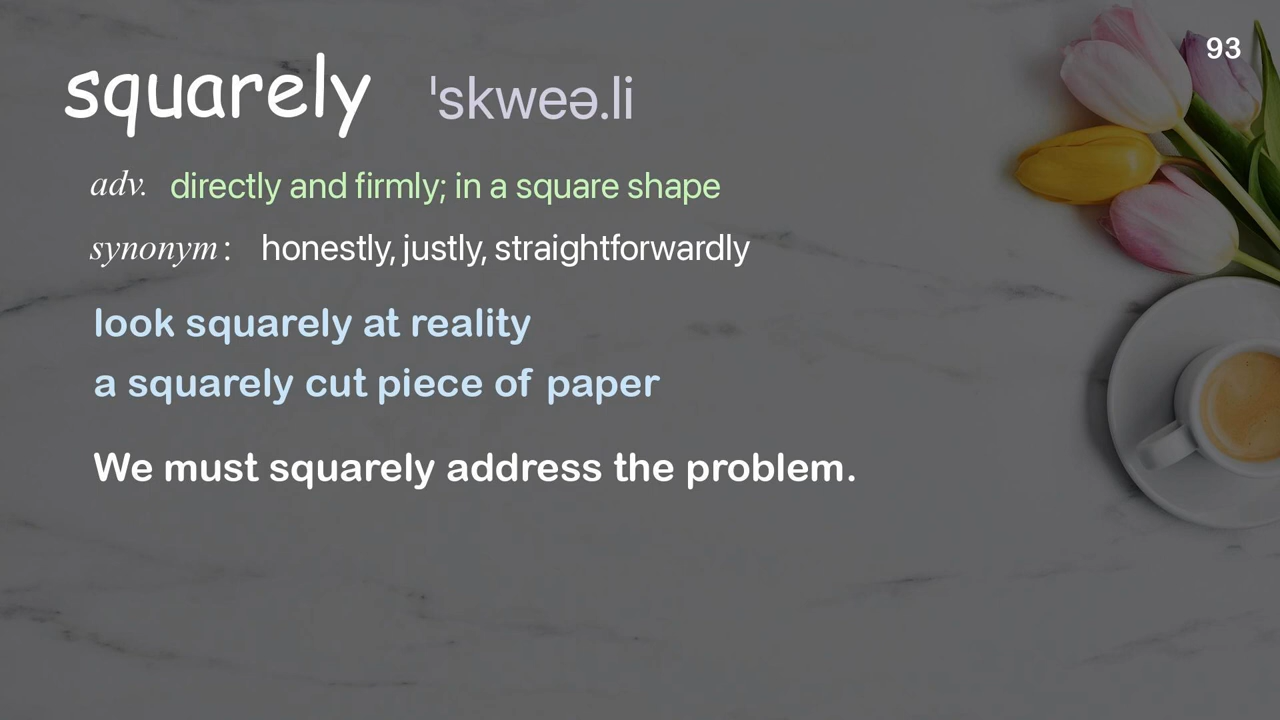 93
squarely ˈskweə.li
adv. directly and firmly; in a square shape
synonym: honestly, justly, straightforwardly
look squarely at reality
a squarely cut piece of paper
We must squarely address the problem.